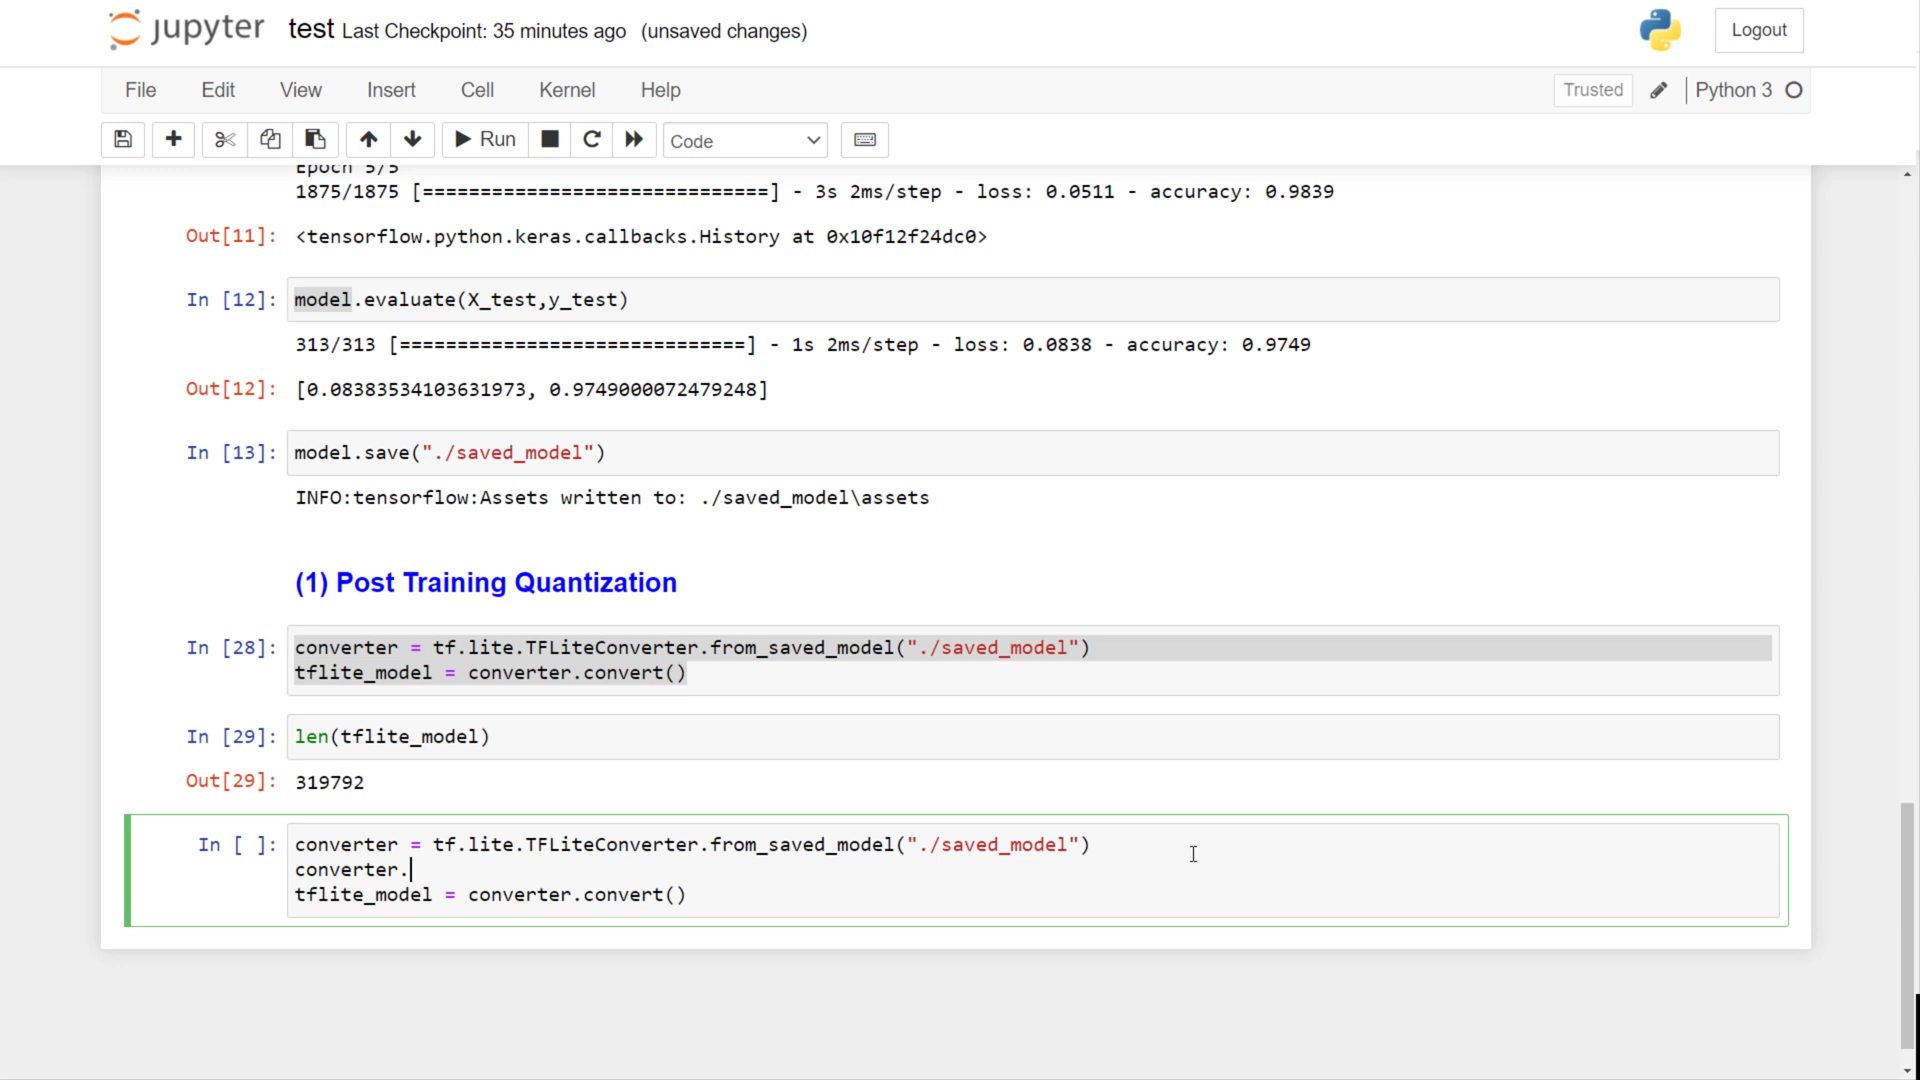 jupyter test Last Checkpoint: 35 minutes ago (unsaved changes) Logout
File Edit View Insert Cell Kernel Help Trusted Python 3
Run Code
Epoch 5/5
1875/1875 [==============================] - 3s 2ms/step - loss: 0.0511 - accuracy: 0.9839
Out[11]: <tensorflow.python.keras.callbacks.History at 0x10f12f24dc0>
In [12]: model.evaluate(X_test,y_test)
313/313 [==============================] - 1s 2ms/step - loss: 0.0838 - accuracy: 0.9749
Out[12]: [0.08383534103631973, 0.9749000072479248]
In [13]: model.save("./saved_model")
INFO:tensorflow:Assets written to: ./saved_model\assets
(1) Post Training Quantization
In [28]: converter = tf.lite.TFLiteConverter.from_saved_model("./saved_model")
tflite_model = converter.convert()
In [29]: len(tflite_model)
Out[29]: 319792
In [ ]: converter = tf.lite.TFLiteConverter.from_saved_model("./saved_model")
converter.
tflite_model = converter.convert()